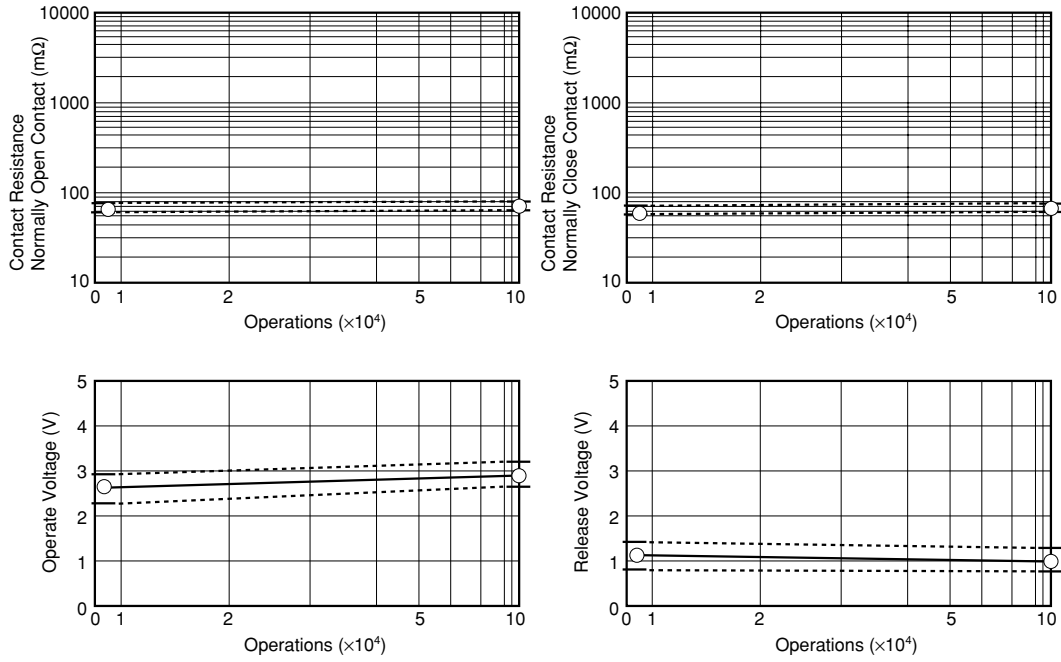 10000
1000
100
10
Contact Resistance
Normally Open Contact (mΩ)
0 1 2 5 10
Operations (×10⁴)
10000
1000
100
10
Contact Resistance
Normally Close Contact (mΩ)
0 1 2 5 10
Operations (×10⁴)
5
4
3
2
1
0
Operate Voltage (V)
0 1 2 5 10
Operations (×10⁴)
5
4
3
2
1
0
Release Voltage (V)
0 1 2 5 10
Operations (×10⁴)